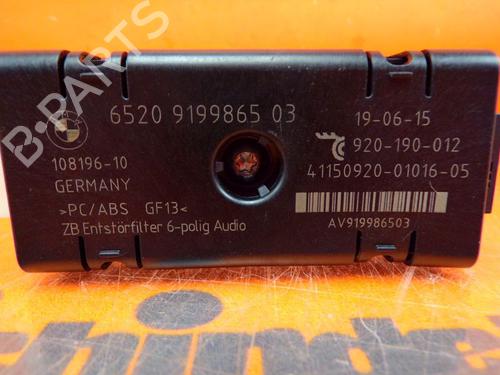 B-PARTS
6520 9199865 03
108196-10
GERMANY
>PC/ABS GF13<
ZB Entstörfilter 6-polig Audio
19-06-15
920-190-012
41150920-01016-05
AV919986503